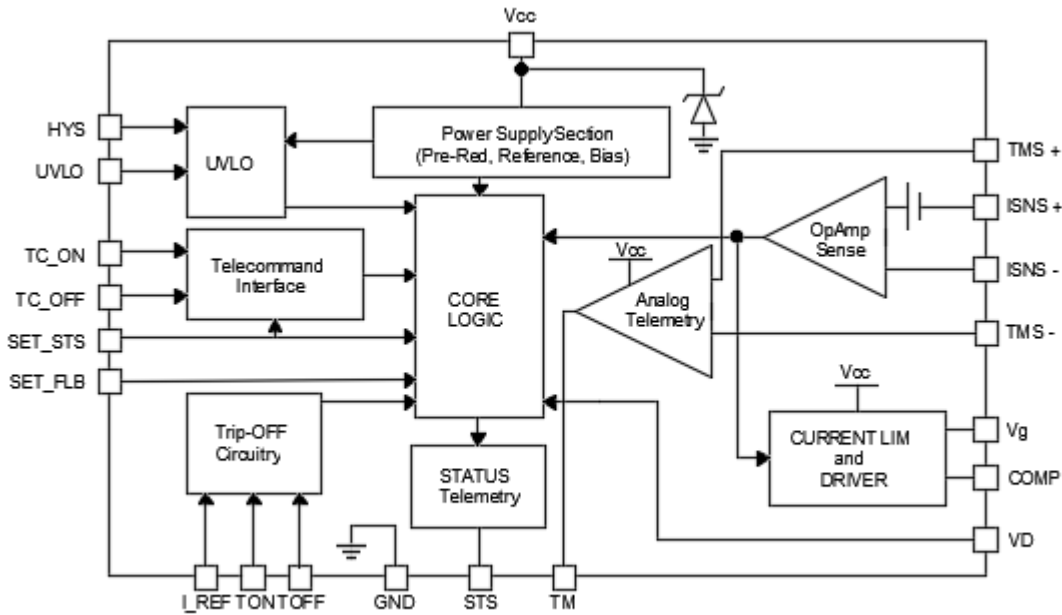 Vcc
HYS
UVLO
TC_ON
TC_OFF
SET_STS
SET_FLB
UVLO
Power SupplySection
(Pre-Red, Reference, Bias)
Telecommand
Interface
CORE
LOGIC
Trip-OFF
Circuitry
STATUS
Telemetry
Vcc
Analog
Telemetry
OpAmp
Sense
Vcc
CURRENT LIM
and
DRIVER
TMS +
ISNS +
ISNS -
TMS -
Vg
COMP
VD
I_REF TON TOFF GND STS TM